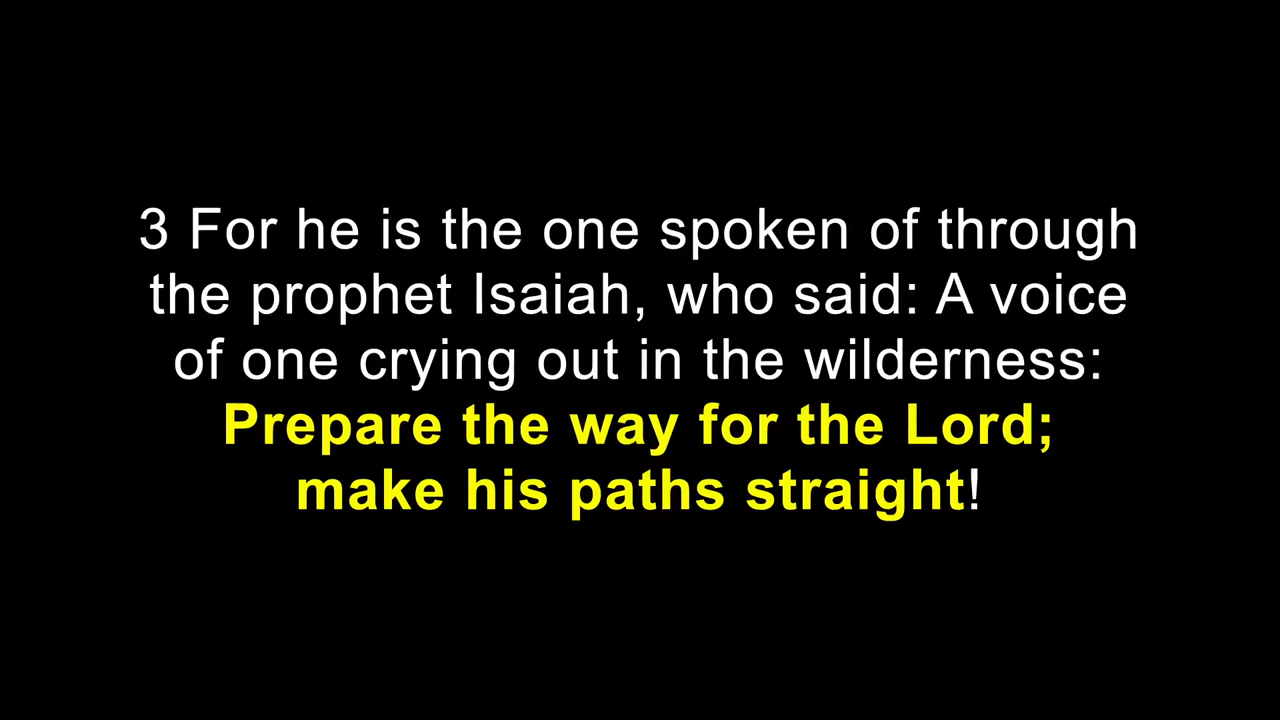 3 For he is the one spoken of through
the prophet Isaiah, who said: A voice
of one crying out in the wilderness:
Prepare the way for the Lord;
make his paths straight!